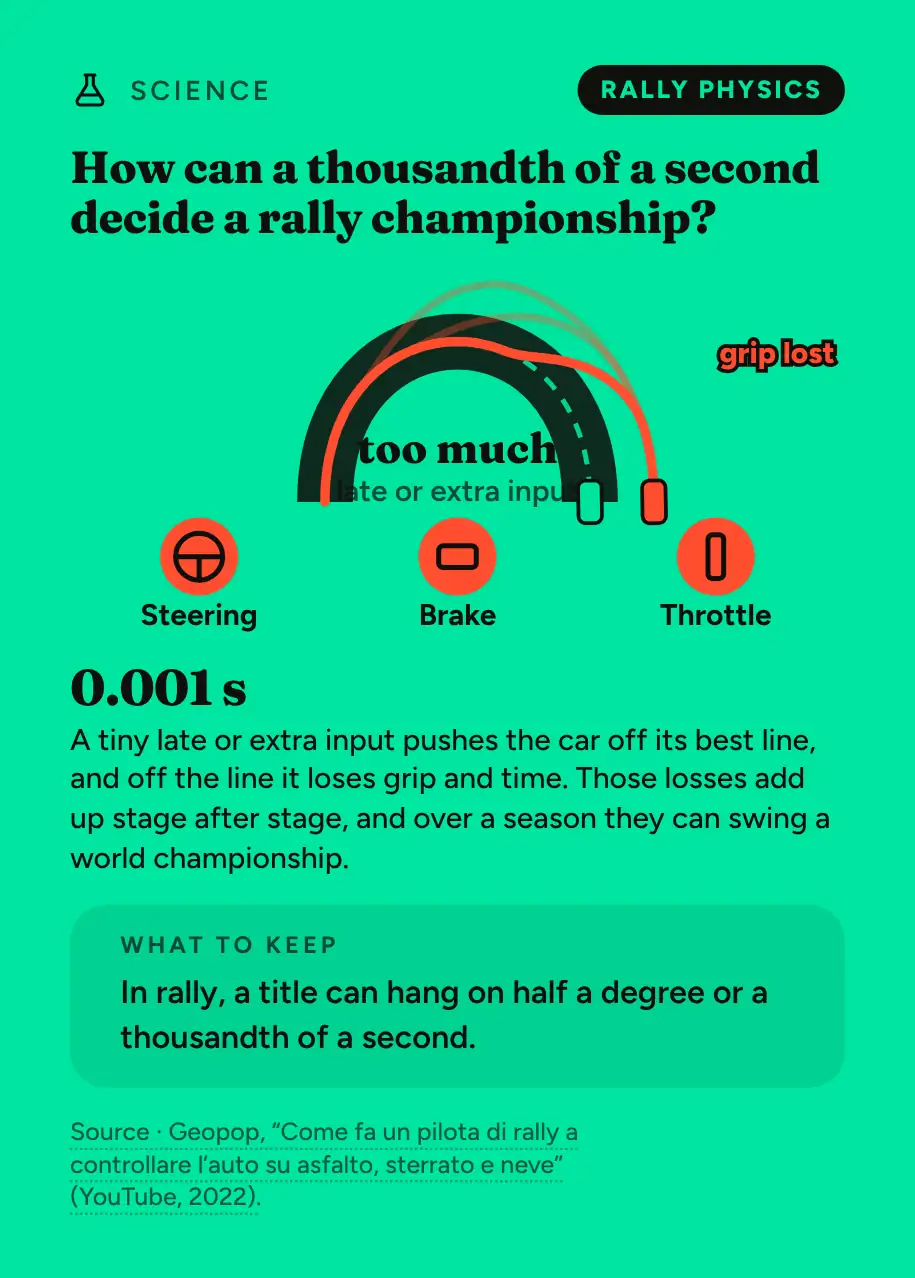 SCIENCE
RALLY PHYSICS
How can a thousandth of a second
decide a rally championship?
grip lost
too much
late or extra input
Steering
Brake
Throttle
0.001 s
A tiny late or extra input pushes the car off its best line,
and off the line it loses grip and time. Those losses add
up stage after stage, and over a season they can swing a
world championship.
WHAT TO KEEP
In rally, a title can hang on half a degree or a
thousandth of a second.
Source · Geopop, “Come fa un pilota di rally a
controllare l’auto su asfalto, sterrato e neve”
(YouTube, 2022).